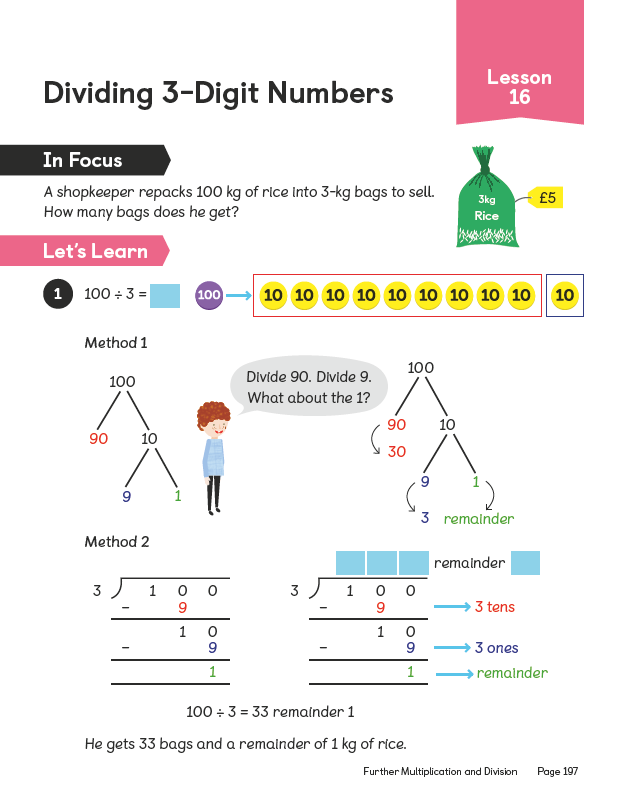 Dividing 3-Digit Numbers
Lesson
16
In Focus
A shopkeeper repacks 100 kg of rice into 3-kg bags to sell.
How many bags does he get?
3kg
Rice
£5
Let's Learn
1 100 ÷ 3 = 100 10 10 10 10 10 10 10 10 10 10
Method 1
100
90 10
9 1
Divide 90. Divide 9.
What about the 1?
100
90 10
30
9 1
3 remainder
Method 2
3 1 0 0
– 9
1 0
– 9
1
remainder
3 1 0 0
– 9 3 tens
1 0
– 9 3 ones
1 remainder
100 ÷ 3 = 33 remainder 1
He gets 33 bags and a remainder of 1 kg of rice.
Further Multiplication and Division Page 197